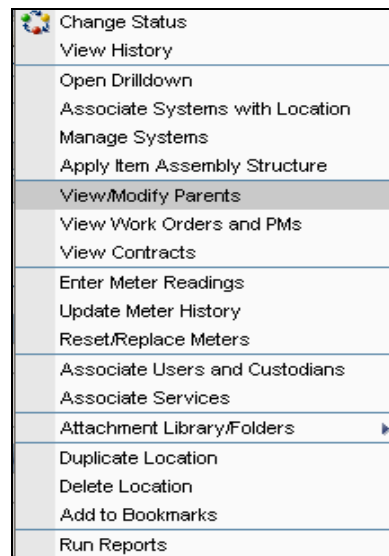 Change Status
View History
Open Drilldown
Associate Systems with Location
Manage Systems
Apply Item Assembly Structure
View/Modify Parents
View Work Orders and PMs
View Contracts
Enter Meter Readings
Update Meter History
Reset/Replace Meters
Associate Users and Custodians
Associate Services
Attachment Library/Folders
Duplicate Location
Delete Location
Add to Bookmarks
Run Reports